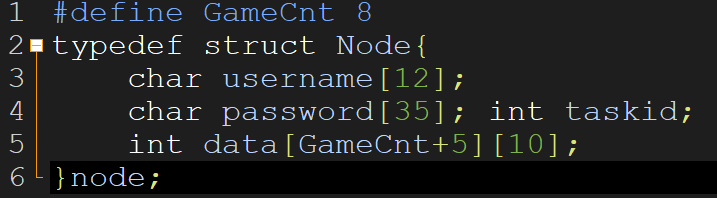 1 #define GameCnt 8
2 typedef struct Node{
3     char username[12];
4     char password[35]; int taskid;
5     int data[GameCnt+5][10];
6 }node;